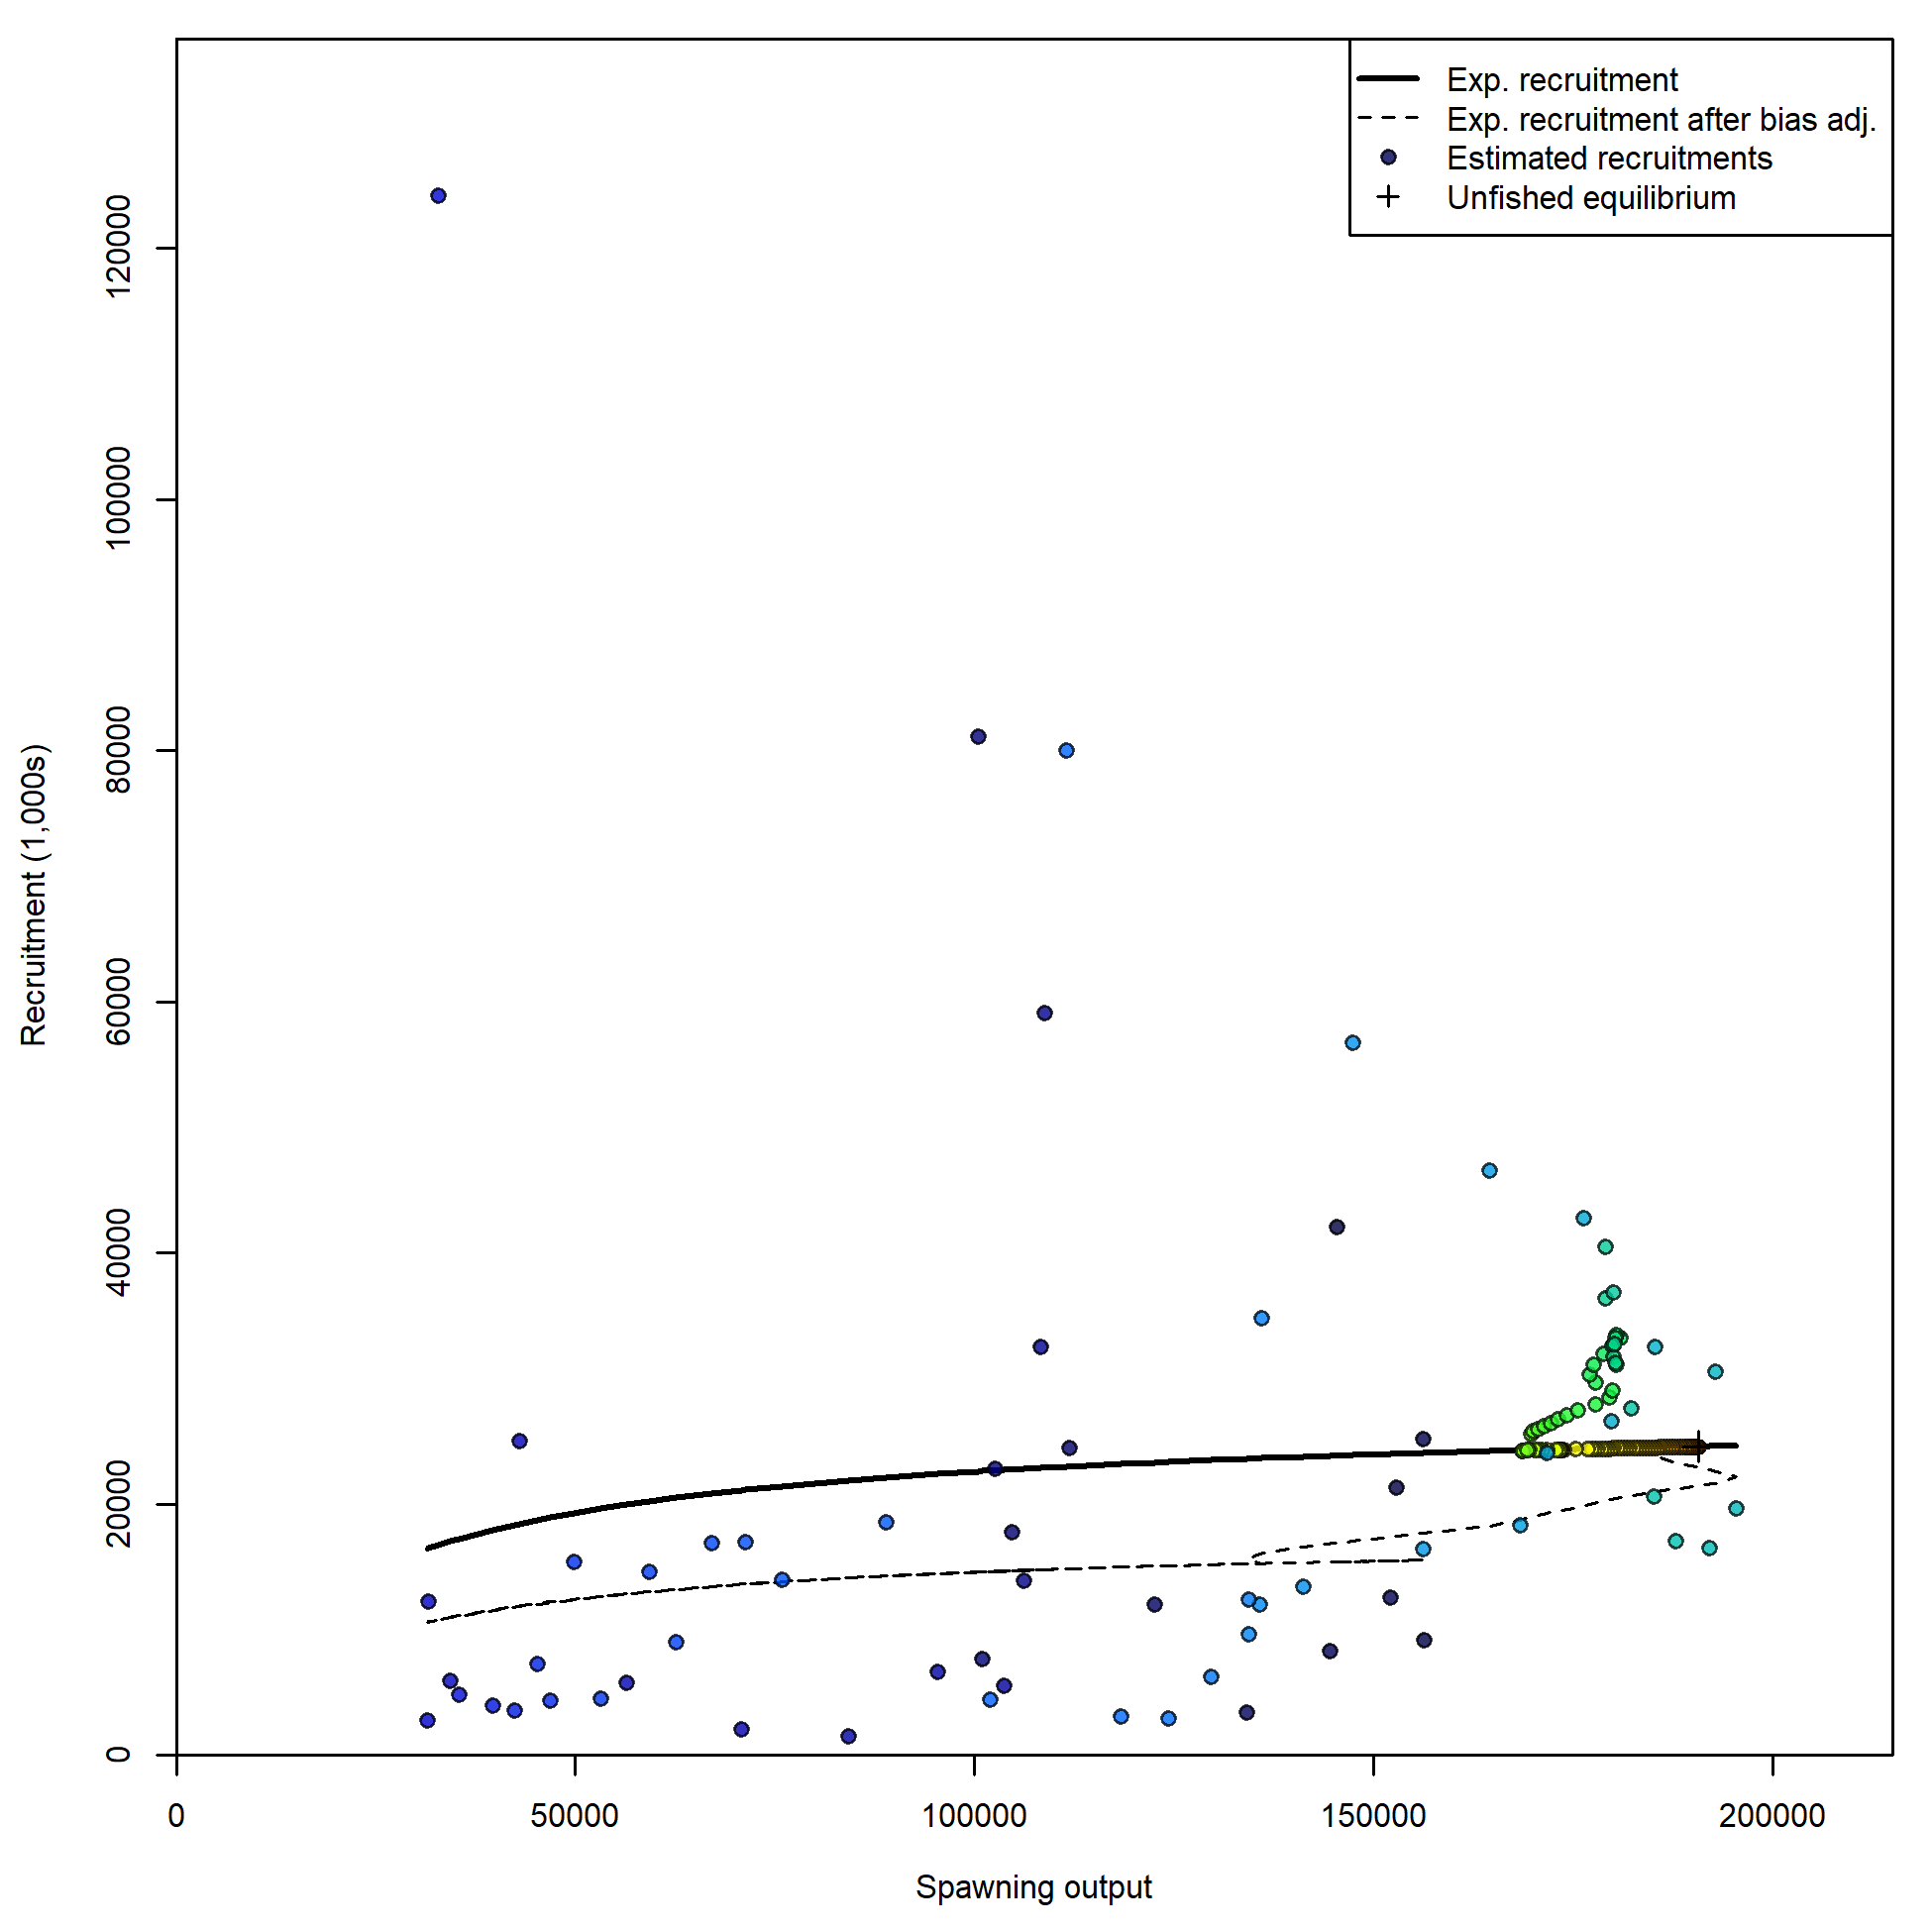 Exp. recruitment
Exp. recruitment after bias adj.
Estimated recruitments
Unfished equilibrium
Recruitment (1,000s)
120000
100000
80000
60000
40000
20000
0
0 50000 100000 150000 200000
Spawning output